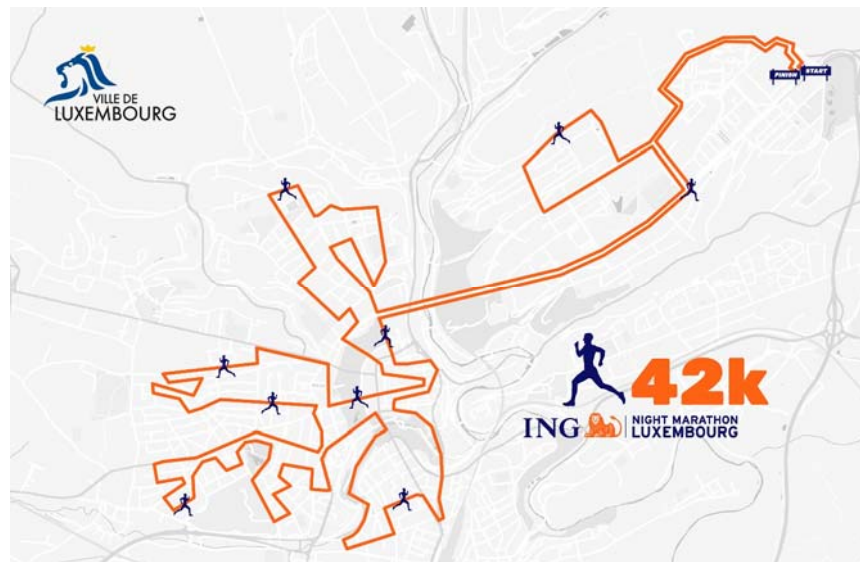 VILLE DE
LUXEMBOURG
FINISH START
42k
ING NIGHT MARATHON
LUXEMBOURG